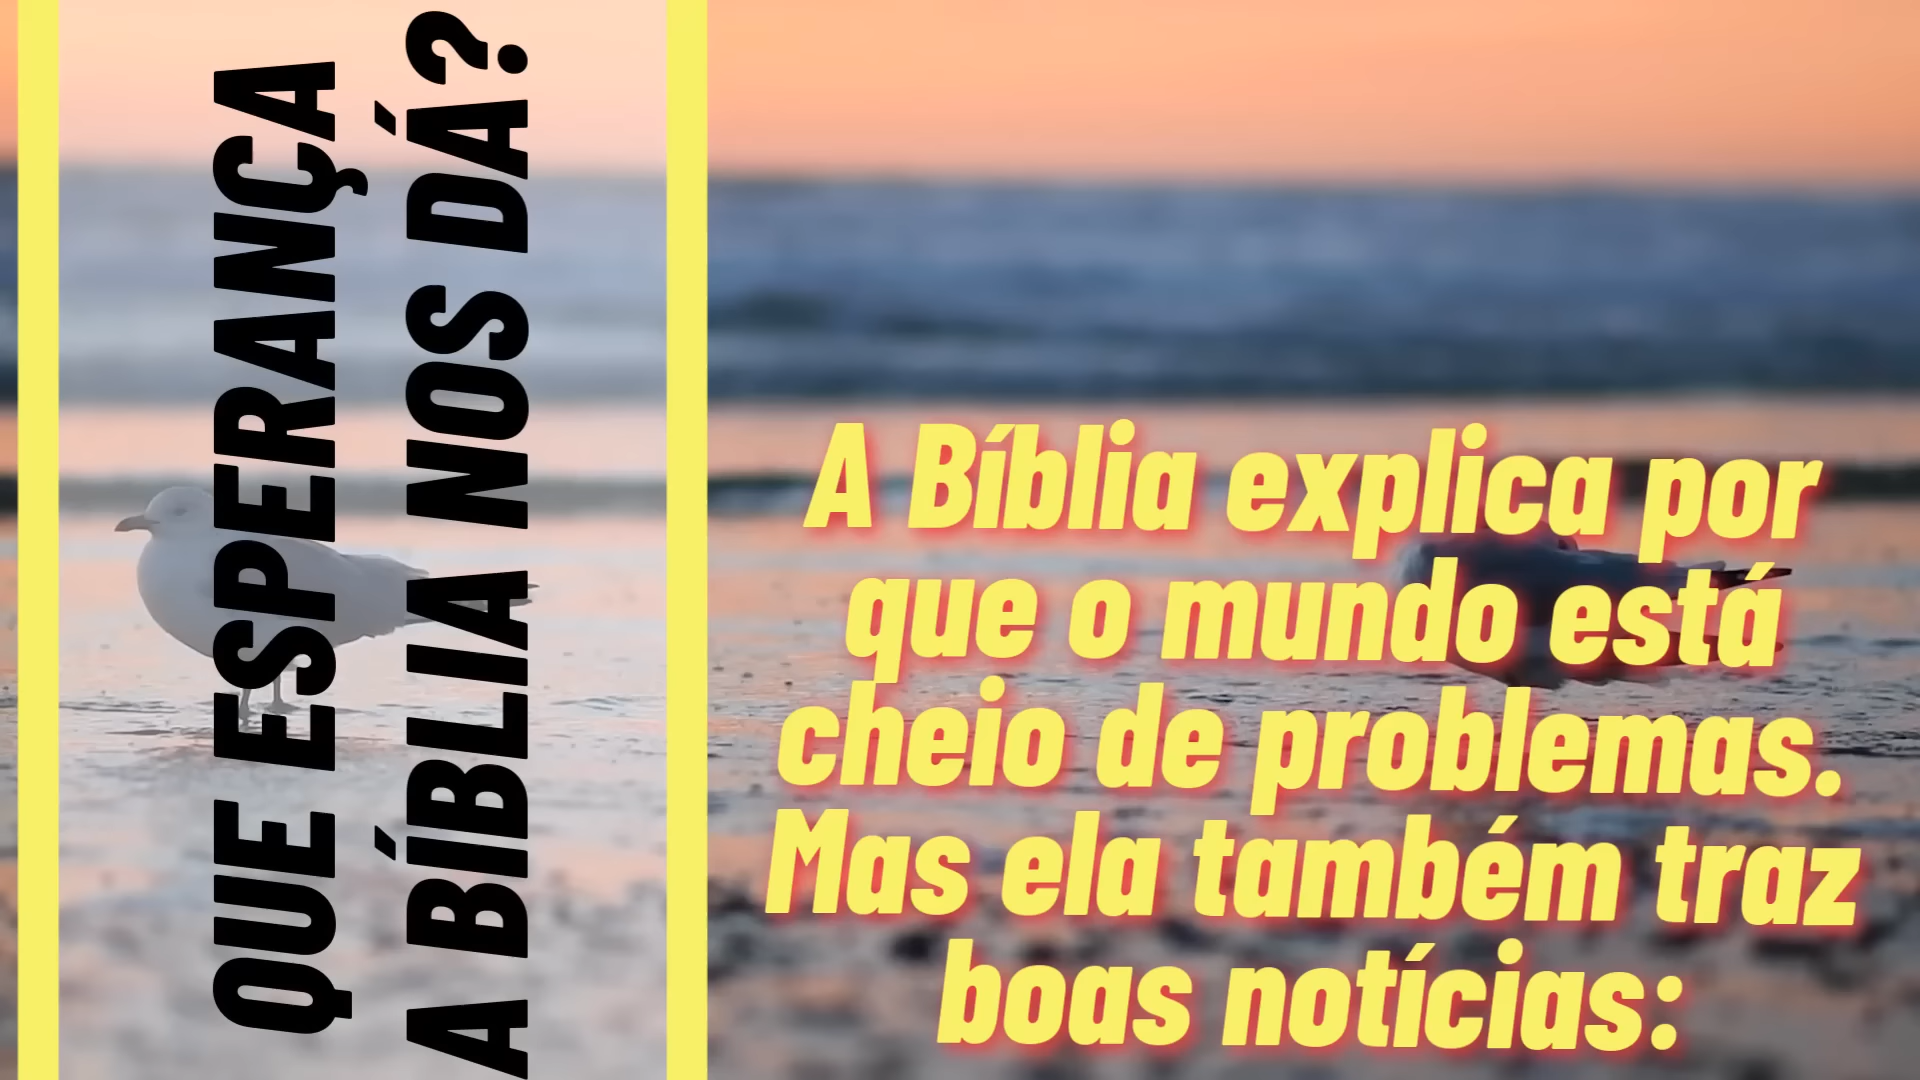 QUE ESPERANÇA
A BÍBLIA NOS DÁ?
A Bíblia explica por
que o mundo está
cheio de problemas.
Mas ela também traz
boas notícias: